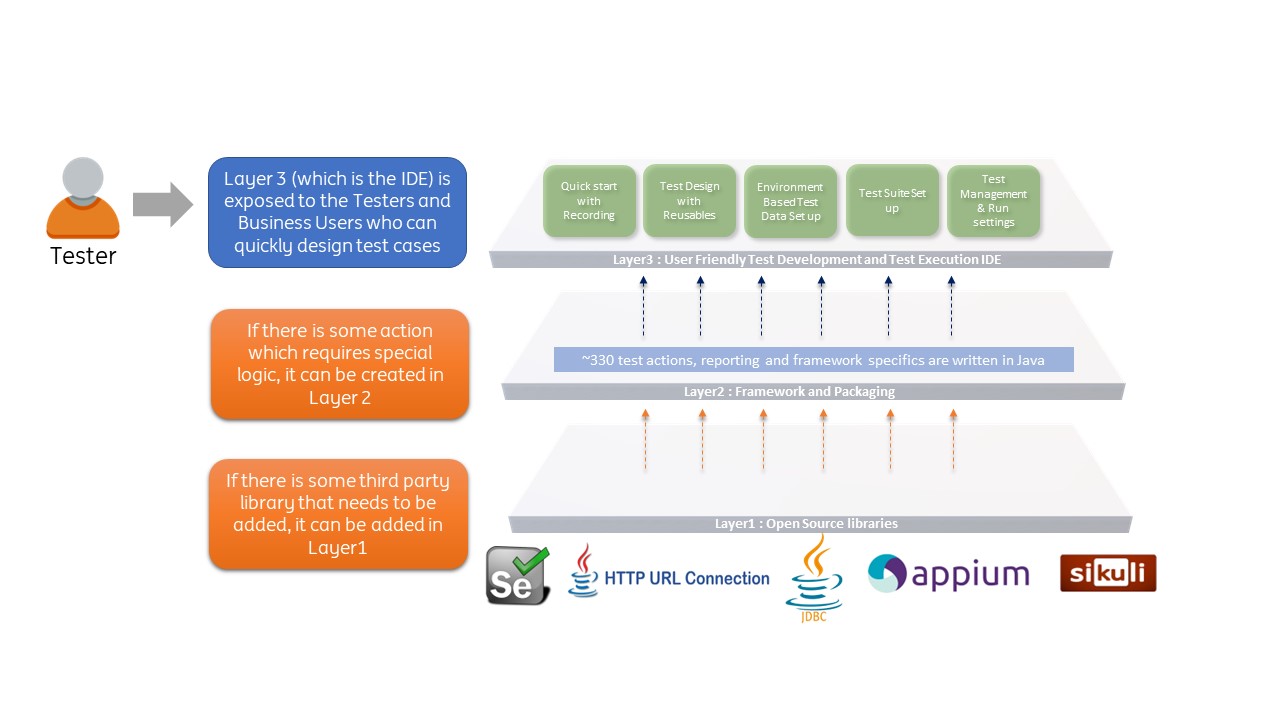 Tester
Layer 3 (which is the IDE) is
exposed to the Testers and
Business Users who can
quickly design test cases
Quick start
with
Recording
Test Design
with
Reusables
Environment
Based Test
Data Set up
Test Suite Set
up
Test
Management
& Run
settings
Layer3 : User Friendly Test Development and Test Execution IDE
If there is some action
which requires special
logic, it can be created in
Layer 2
~330 test actions, reporting and framework specifics are written in Java
Layer2 : Framework and Packaging
If there is some third party
library that needs to be
added, it can be added in
Layer1
Layer1 : Open Source libraries
Se
HTTP URL Connection
JDBC
appium
sikuli